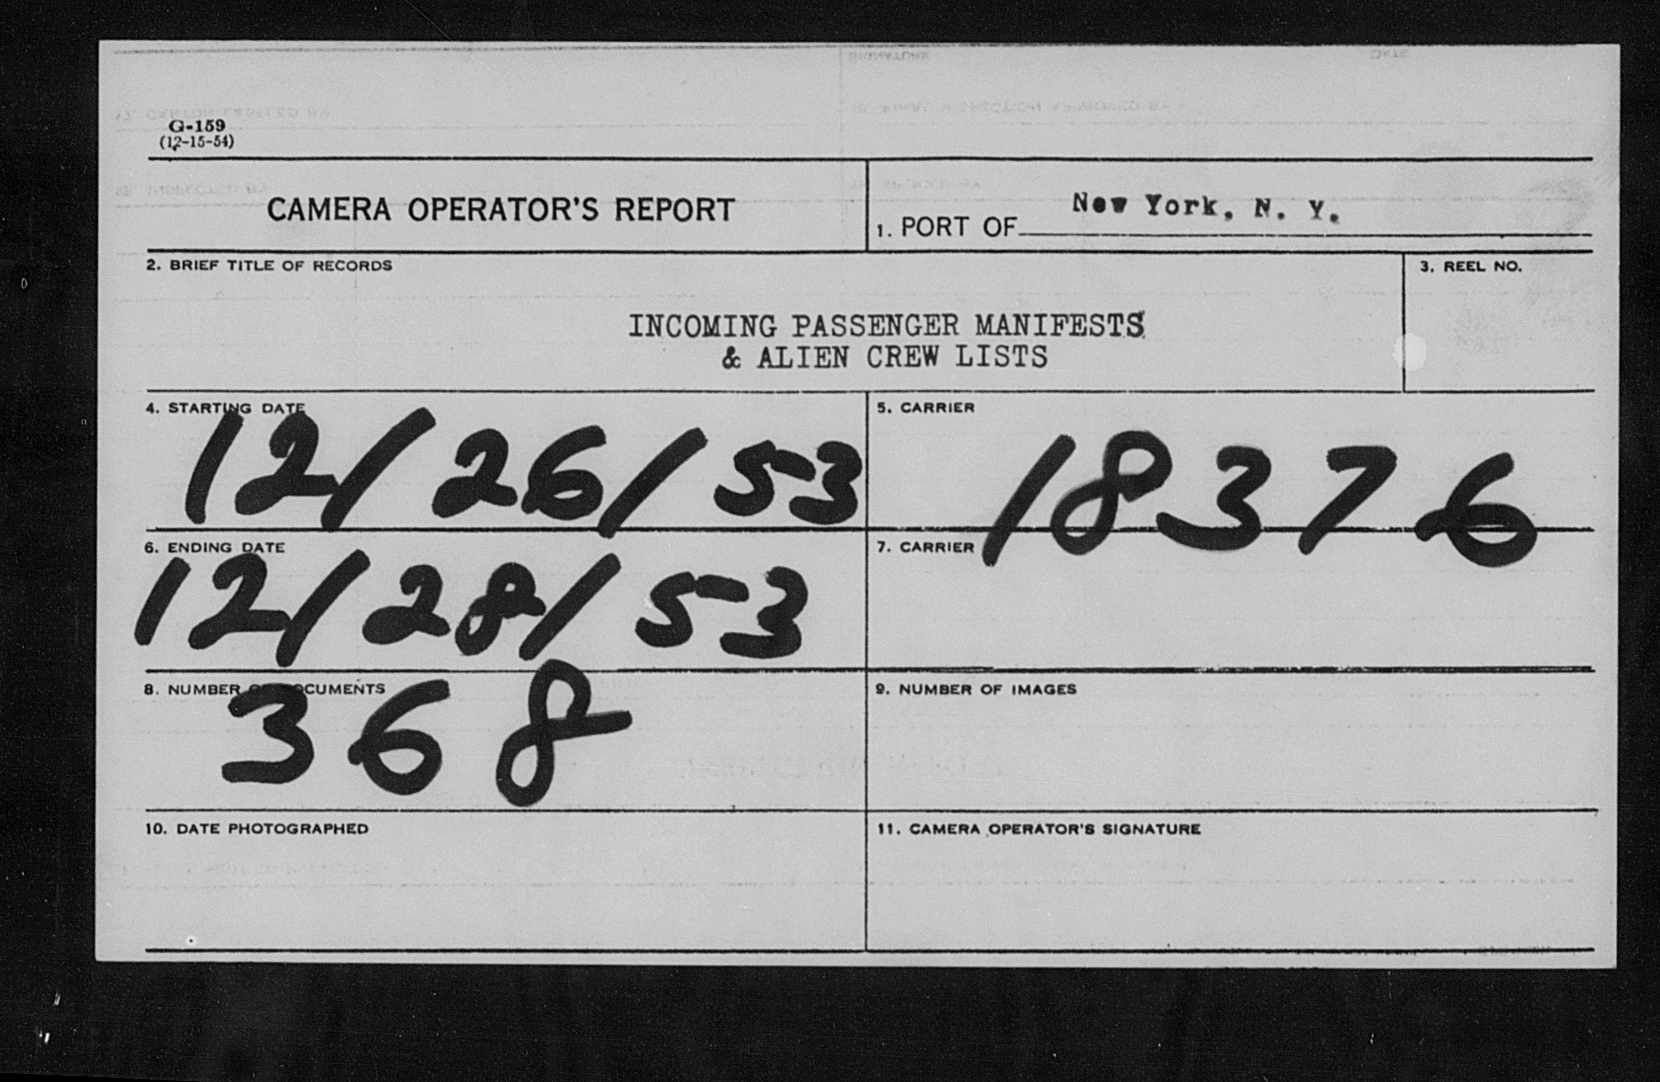 G-159
(12-15-54)
CAMERA OPERATOR'S REPORT
1. PORT OF New York, N. Y.
2. BRIEF TITLE OF RECORDS
3. REEL NO.
INCOMING PASSENGER MANIFESTS
& ALIEN CREW LISTS
4. STARTING DATE
12/26/53
5. CARRIER
18376
6. ENDING DATE
12/28/53
7. CARRIER
8. NUMBER OF DOCUMENTS
368
9. NUMBER OF IMAGES
10. DATE PHOTOGRAPHED
11. CAMERA OPERATOR'S SIGNATURE